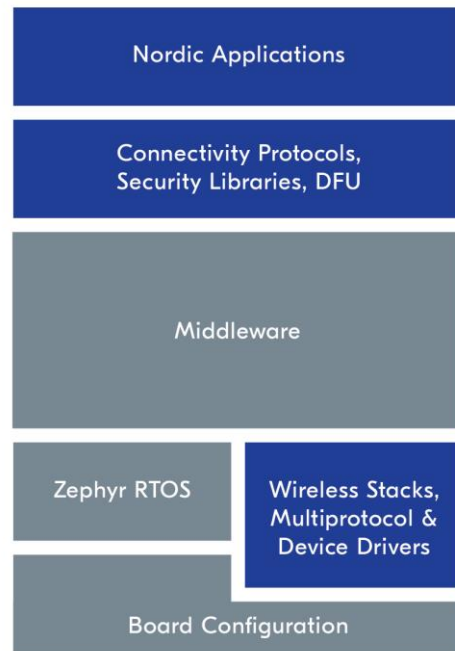 Nordic Applications
Connectivity Protocols,
Security Libraries, DFU
Middleware
Zephyr RTOS
Wireless Stacks,
Multiprotocol &
Device Drivers
Board Configuration